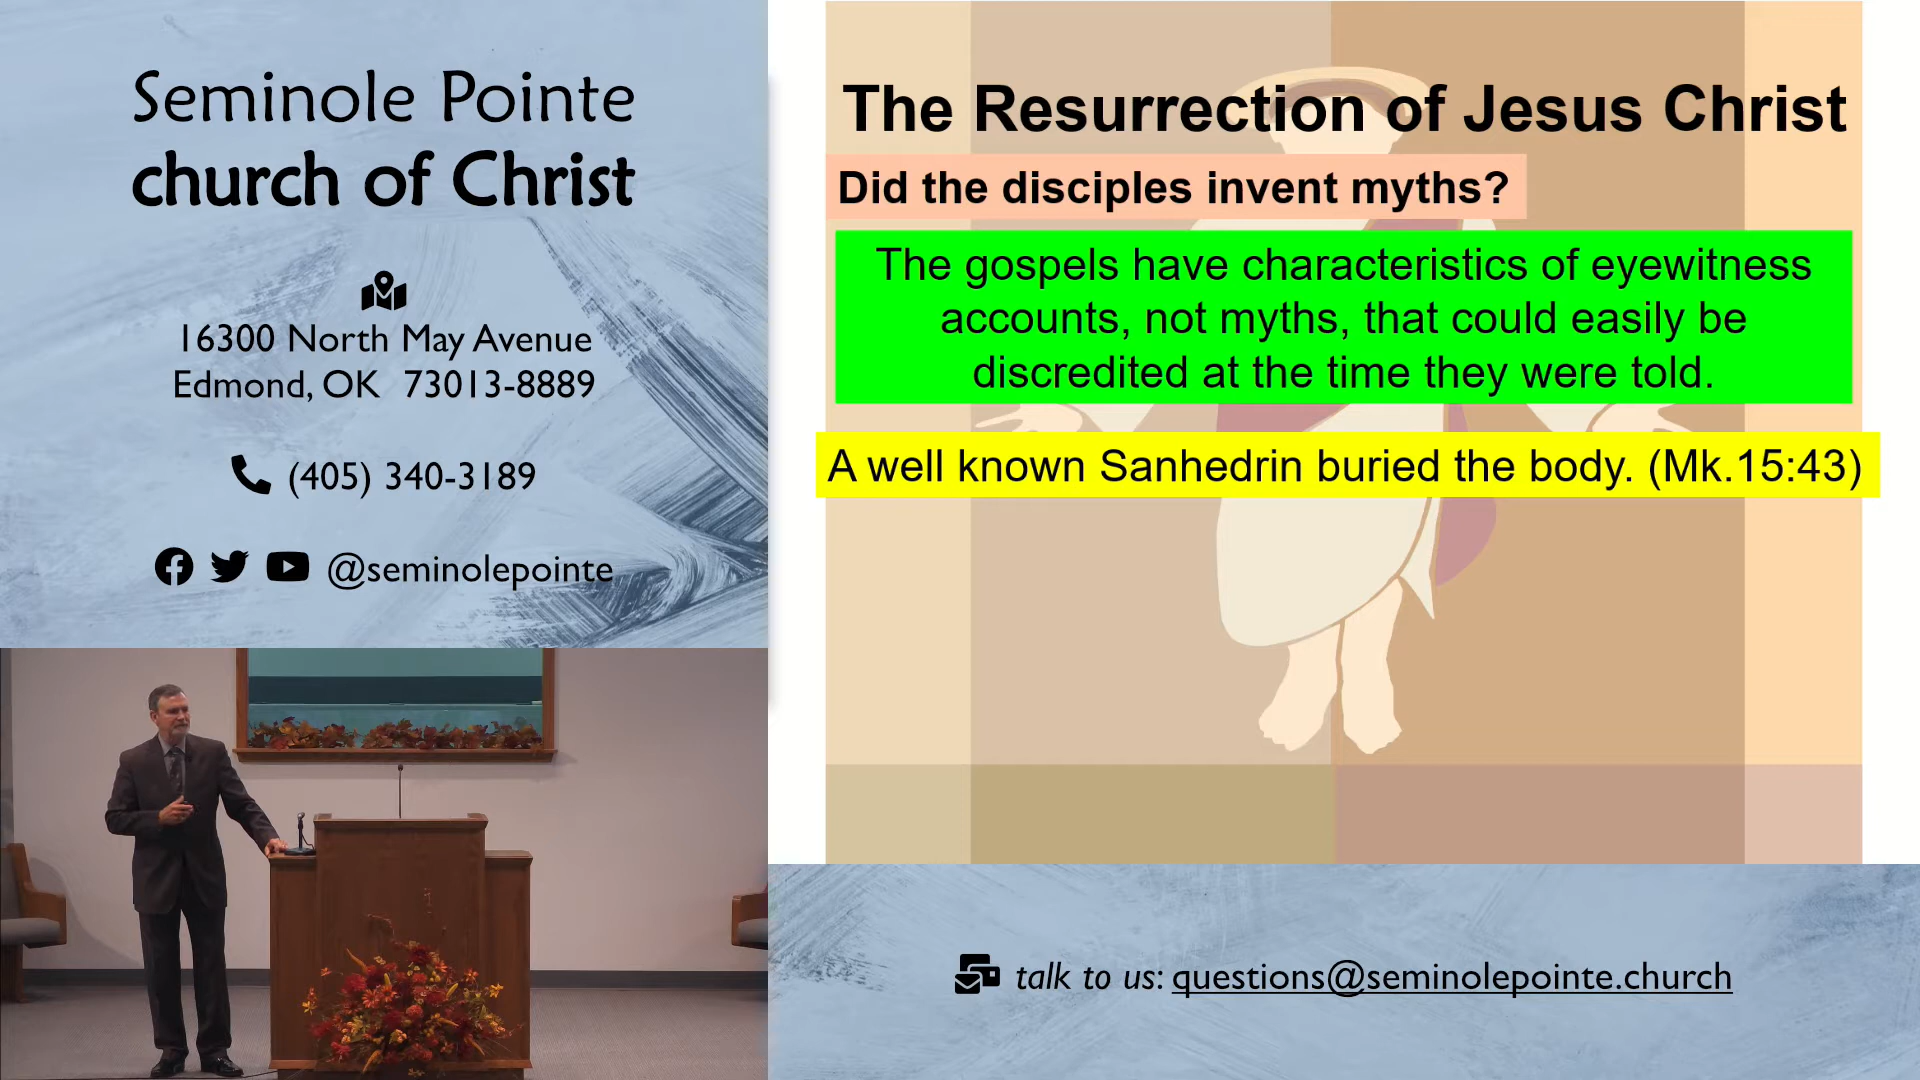 Seminole Pointe
church of Christ
16300 North May Avenue
Edmond, OK 73013-8889
(405) 340-3189
@seminolepointe
The Resurrection of Jesus Christ
Did the disciples invent myths?
The gospels have characteristics of eyewitness
accounts, not myths, that could easily be
discredited at the time they were told.
A well known Sanhedrin buried the body. (Mk.15:43)
talk to us: questions@seminolepointe.church